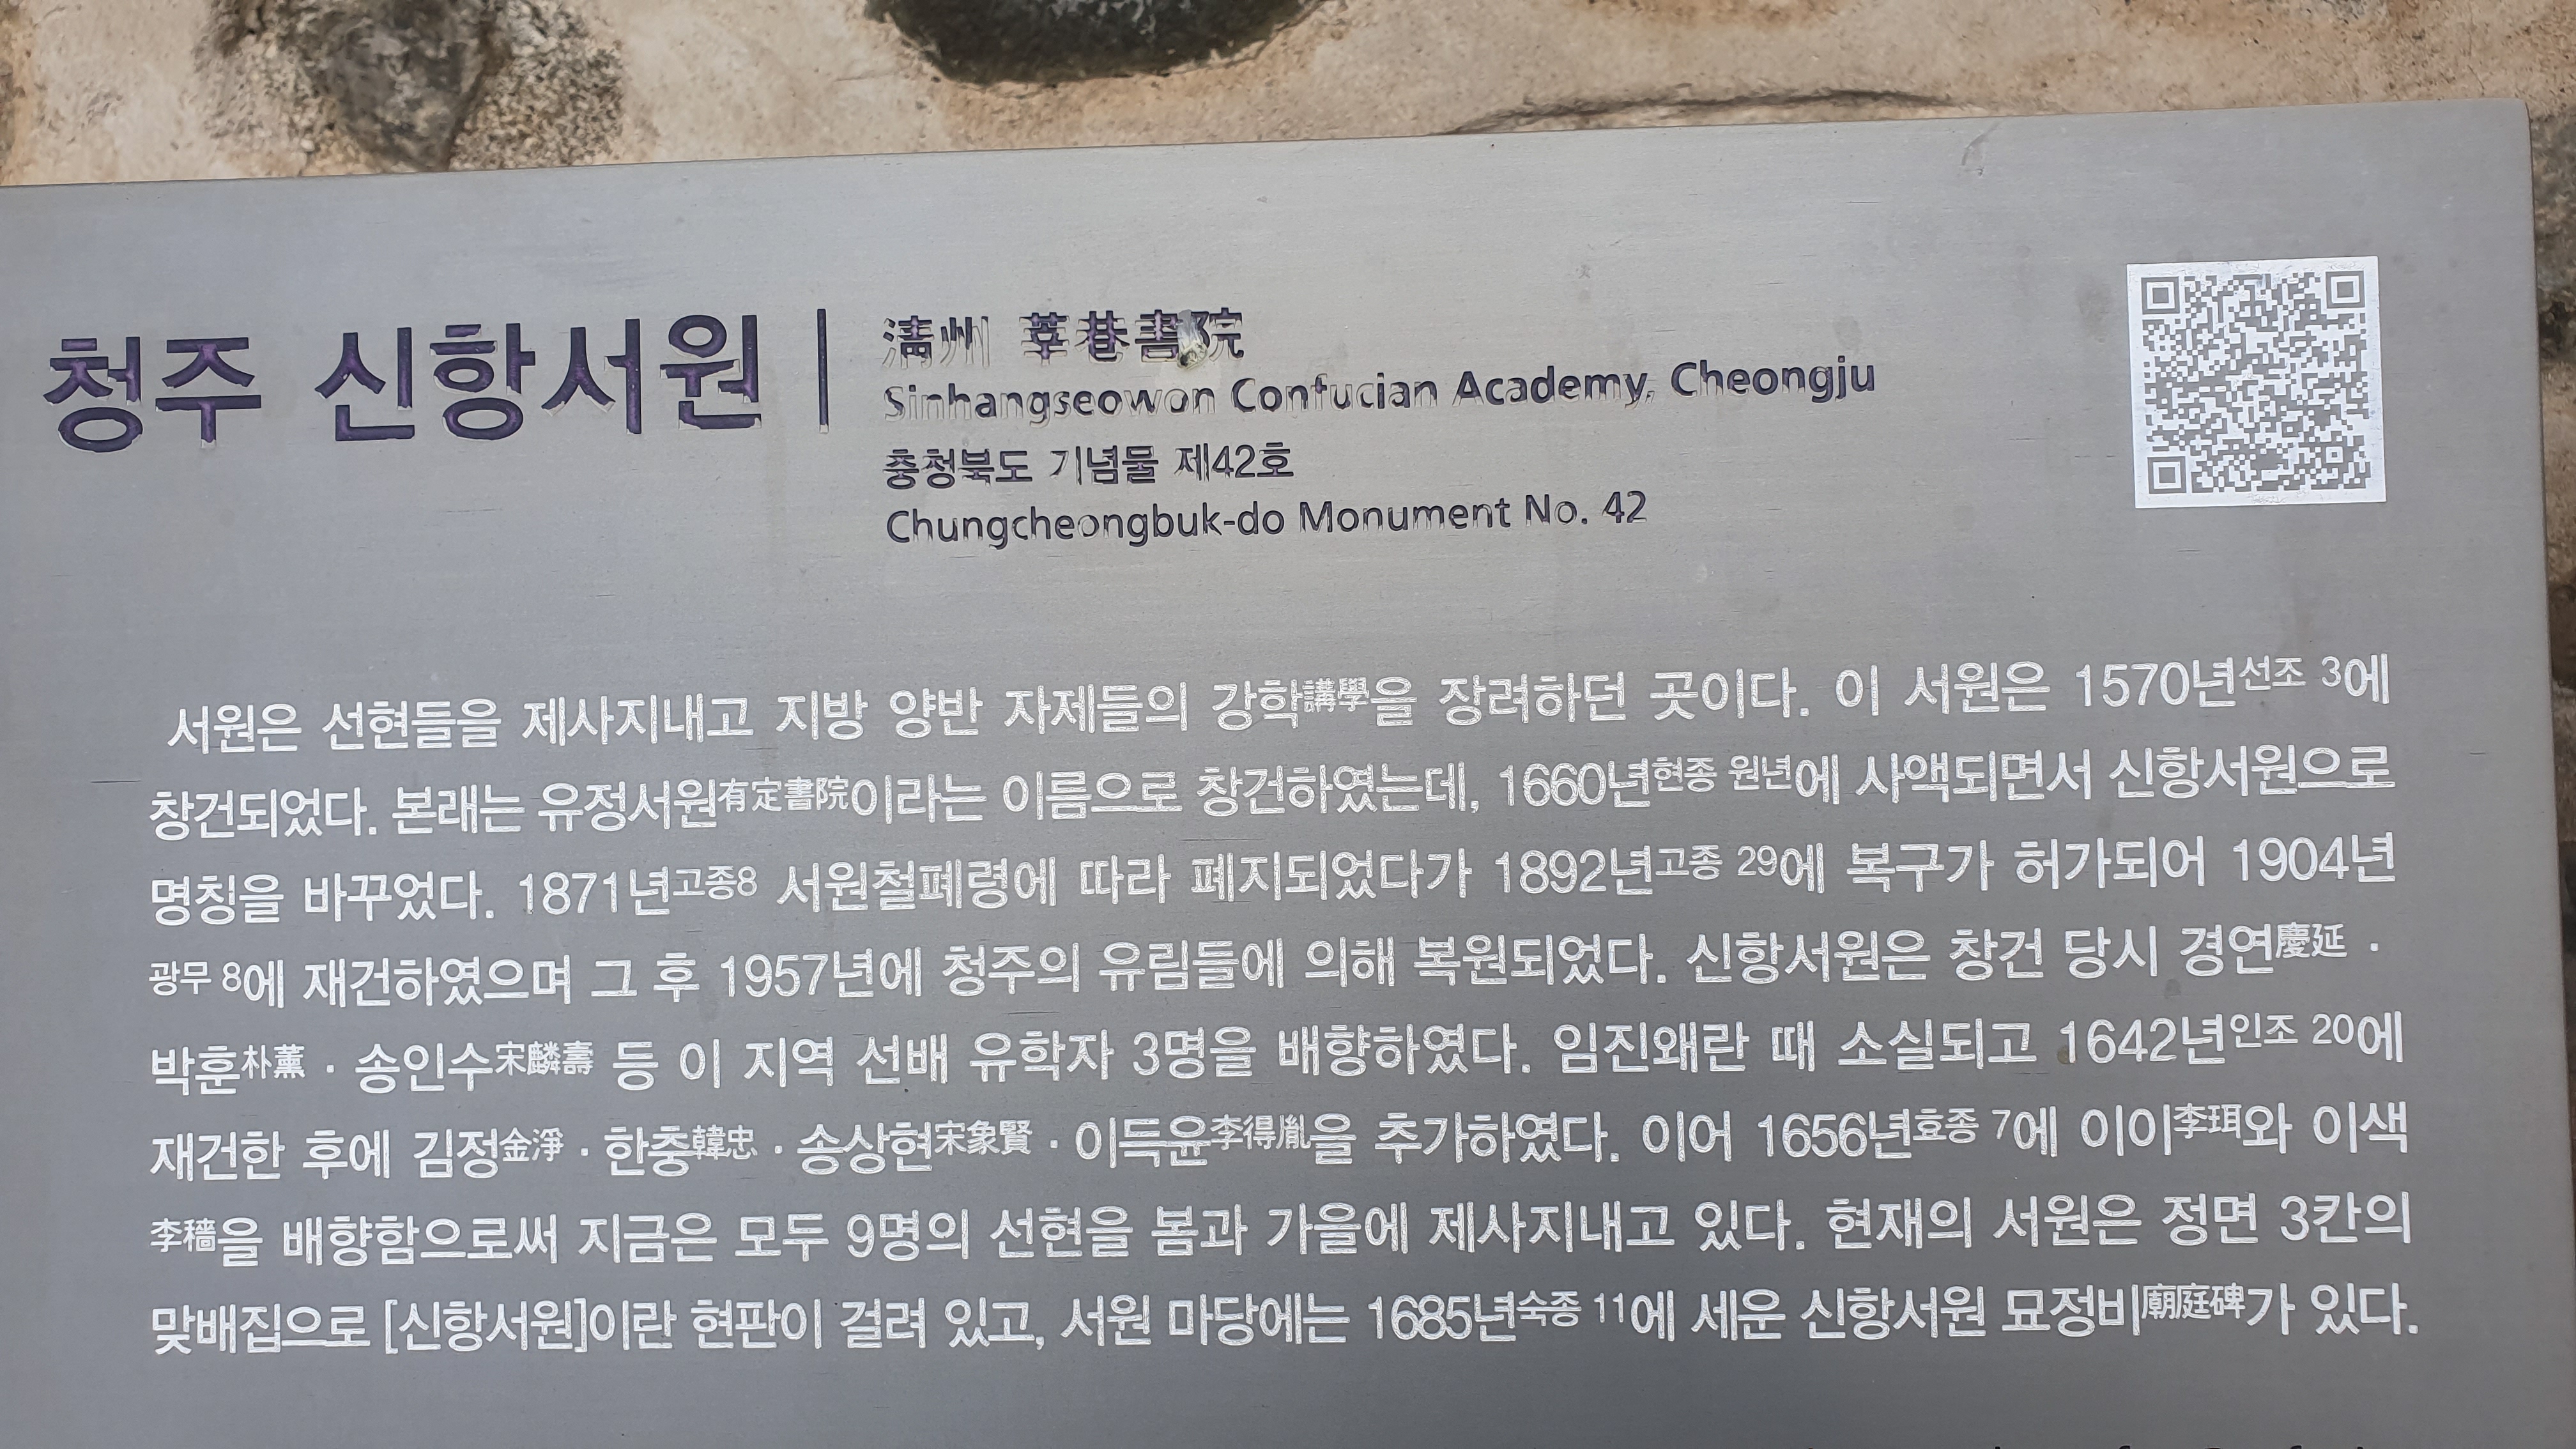 청주 신항서원
淸州 莘巷書院
Sinhangseowon Confucian Academy, Cheongju
충청북도 기념물 제42호
Chungcheongbuk-do Monument No. 42
서원은 선현들을 제사지내고 지방 양반 자제들의 강학講學을 장려하던 곳이다. 이 서원은 1570년선조 3에
창건되었다. 본래는 유정서원有定書院이라는 이름으로 창건하였는데, 1660년현종 원년에 사액되면서 신항서원으로
명칭을 바꾸었다. 1871년고종8 서원철폐령에 따라 폐지되었다가 1892년고종 29에 복구가 허가되어 1904년
광무 8에 재건하였으며 그 후 1957년에 청주의 유림들에 의해 복원되었다. 신항서원은 창건 당시 경연慶延 ·
박훈朴薰 · 송인수宋麟壽 등 이 지역 선배 유학자 3명을 배향하였다. 임진왜란 때 소실되고 1642년인조 20에
재건한 후에 김정金淨 · 한충韓忠 · 송상현宋象賢 · 이득윤李得胤을 추가하였다. 이어 1656년효종 7에 이이李珥와 이색
李穡을 배향함으로써 지금은 모두 9명의 선현을 봄과 가을에 제사지내고 있다. 현재의 서원은 정면 3칸의
맞배집으로 [신항서원]이란 현판이 걸려 있고, 서원 마당에는 1685년숙종 11에 세운 신항서원 묘정비廟庭碑가 있다.